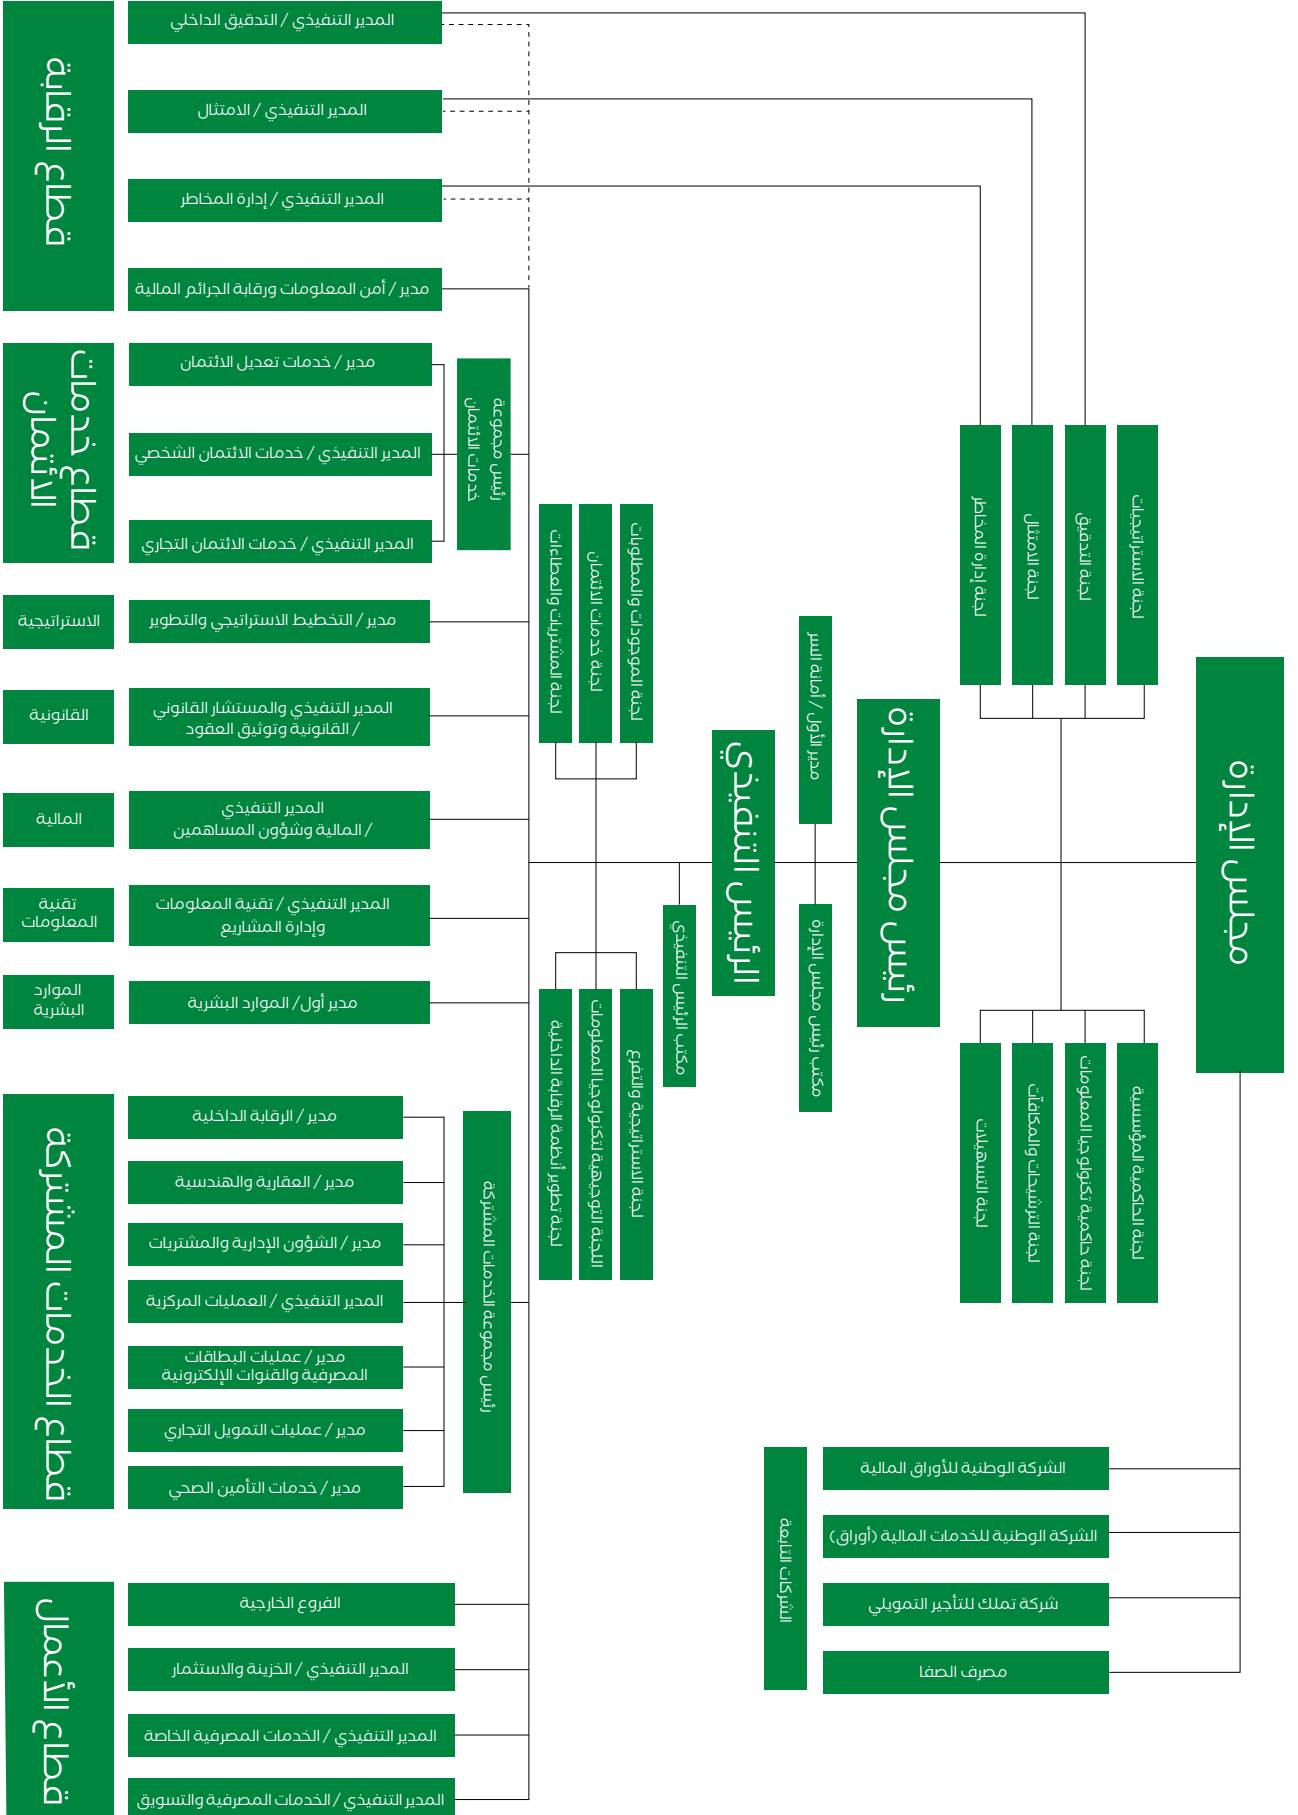 مجلس الإدارة
لجنة الاستراتيجيات
لجنة التدقيق
لجنة الامتثال
لجنة إدارة المخاطر
لجنة الحاكمية المؤسسية
لجنة حاكمية تكنولوجيا المعلومات
لجنة الترشيحات والمكافآت
لجنة التسهيلات
الشركات التابعة
الشركة الوطنية للأوراق المالية
الشركة الوطنية للخدمات المالية (أوراق)
شركة تملك للتأجير التمويلي
مصرف الصفا
رئيس مجلس الإدارة
مدير الأول / أمانة السر
مكتب رئيس مجلس الإدارة
الرئيس التنفيذي
مكتب الرئيس التنفيذي
لجنة الموجودات والمطلوبات
لجنة خدمات الائتمان
لجنة المشتريات والعطاءات
لجنة الاستراتيجية والتفرع
اللجنة التوجيهية لتكنولوجيا المعلومات
لجنة تطوير أنظمة الرقابة الداخلية
قطاع الرقابة
المدير التنفيذي / التدقيق الداخلي
المدير التنفيذي / الامتثال
المدير التنفيذي / إدارة المخاطر
مدير / أمن المعلومات ورقابة الجرائم المالية
قطاع خدمات
الائتمان
رئيس مجموعة
خدمات الائتمان
مدير / خدمات تعديل الائتمان
المدير التنفيذي / خدمات الائتمان الشخصي
المدير التنفيذي / خدمات الائتمان التجاري
الاستراتيجية
مدير / التخطيط الاستراتيجي والتطوير
القانونية
المدير التنفيذي والمستشار القانوني
/ القانونية وتوثيق العقود
المالية
المدير التنفيذي
/ المالية وشؤون المساهمين
تقنية
المعلومات
المدير التنفيذي / تقنية المعلومات
وإدارة المشاريع
الموارد
البشرية
مدير أول/ الموارد البشرية
قطاع الخدمات المشتركة
رئيس مجموعة الخدمات المشتركة
مدير / الرقابة الداخلية
مدير / العقارية والهندسية
مدير / الشؤون الإدارية والمشتريات
المدير التنفيذي / العمليات المركزية
مدير / عمليات البطاقات
المصرفية والقنوات الإلكترونية
مدير / عمليات التمويل التجاري
مدير / خدمات التأمين الصحي
قطاع الأعمال
الفروع الخارجية
المدير التنفيذي / الخزينة والاستثمار
المدير التنفيذي / الخدمات المصرفية الخاصة
المدير التنفيذي / الخدمات المصرفية والتسويق